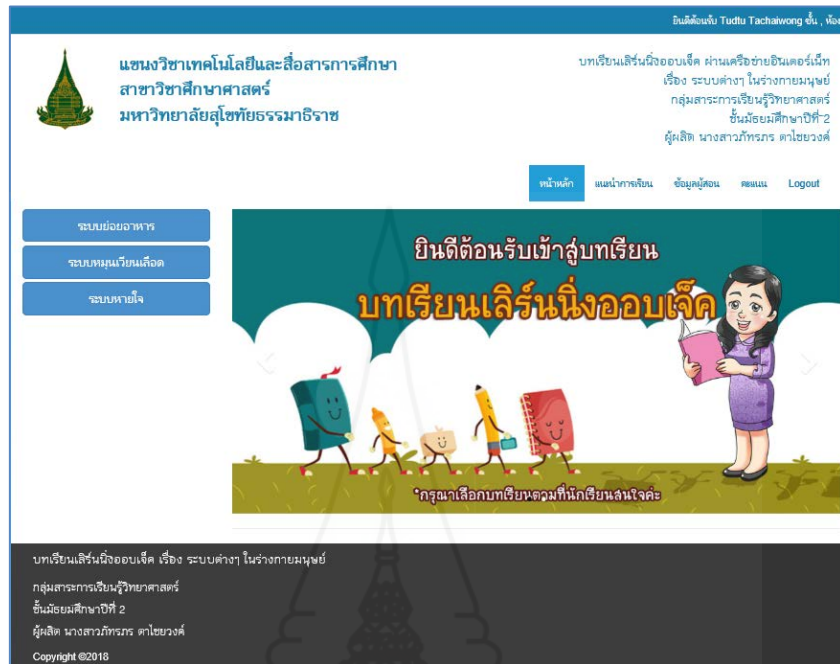 ยินดีต้อนรับ Tudtu Tachaiwong ชั้น , ห้อง
แขนงวิชาเทคโนโลยีและสื่อสารการศึกษา
สาขาวิชาศึกษาศาสตร์
มหาวิทยาลัยสุโขทัยธรรมาธิราช
บทเรียนเลิร์นนิ่งออบเจ็ค ผ่านเครือข่ายอินเตอร์เน็ท
เรื่อง ระบบต่างๆ ในร่างกายมนุษย์
กลุ่มสาระการเรียนรู้วิทยาศาสตร์
ชั้นมัธยมศึกษาปีที่ 2
ผู้ผลิต นางสาวภัทรภร ตาไชยวงค์
หน้าหลัก แนะนำการเรียน ข้อมูลผู้สอน คะแนน Logout
ระบบย่อยอาหาร
ระบบหมุนเวียนเลือด
ระบบหายใจ
ยินดีต้อนรับเข้าสู่บทเรียน
บทเรียนเลิร์นนิ่งออบเจ็ค
*กรุณาเลือกบทเรียนตามที่นักเรียนสนใจค่ะ
บทเรียนเลิร์นนิ่งออบเจ็ค เรื่อง ระบบต่างๆ ในร่างกายมนุษย์
กลุ่มสาระการเรียนรู้วิทยาศาสตร์
ชั้นมัธยมศึกษาปีที่ 2
ผู้ผลิต นางสาวภัทรภร ตาไชยวงค์
Copyright ©2018